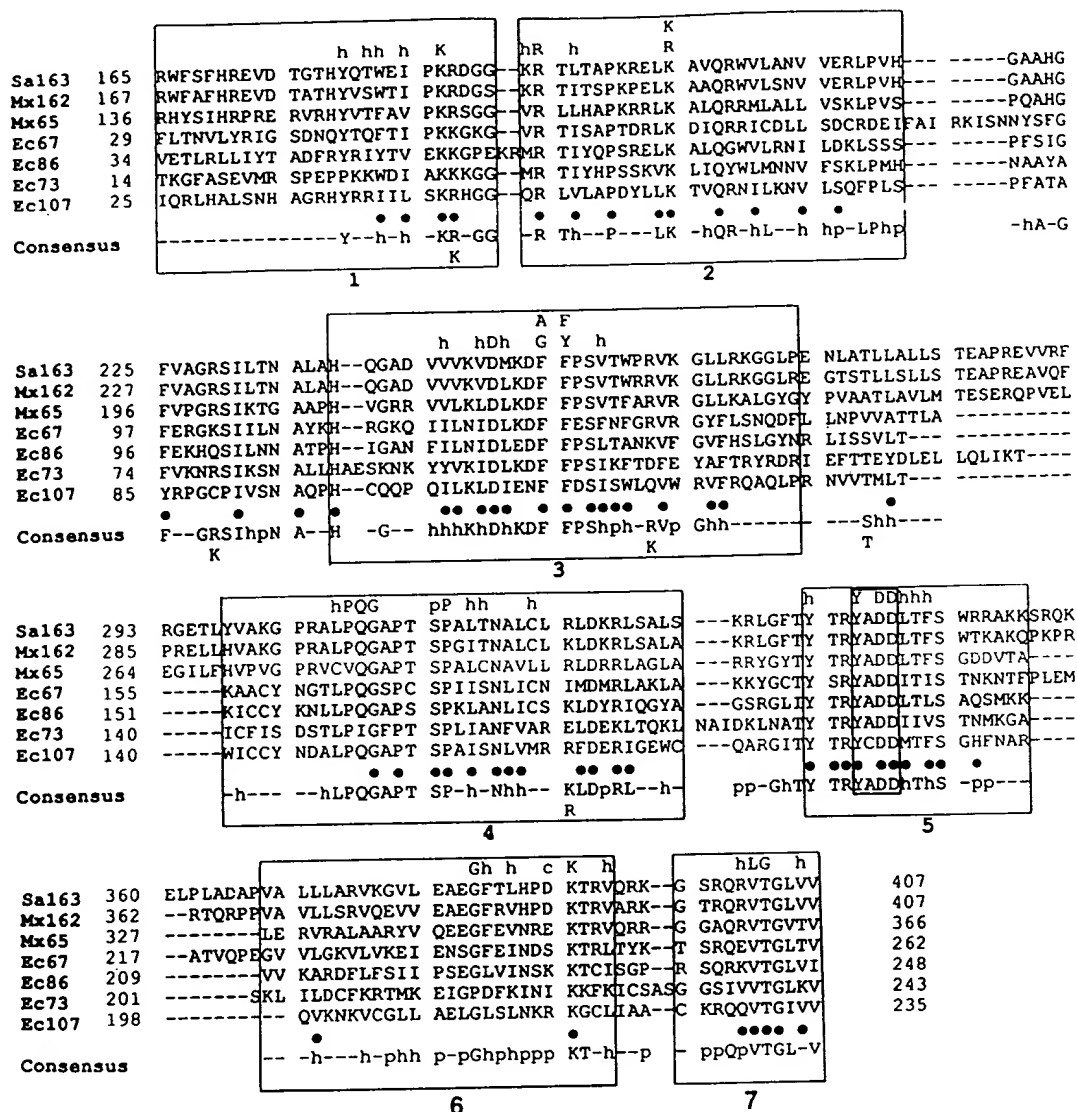 K
h hh h K hR h R
Sa163 165 RWFSFHREVD TGTHYQTWEI PKRDGG--KR TLTAPKRELK AVQRWVLANV VERLPVH--- ------GAAHG
Mx162 167 RWFAFHREVD TATHYVSWTI PKRDGS--KR TITSPKPELK AAQRWVLSNV VERLPVH--- ------GAAHG
Mx65 136 RHYSIHRPRE RVRHYVTFAV PKRSGG--VR LLHAPKRRLK ALQRRMLALL VSKLPVS--- ------PQAHG
Ec67 29 FLTNVLYRIG SDNQYTQFTI PKKGKG--VR TISAPTDRLK DIQRRICDLL SDCRDEIFAI RKISNNYSFG
Ec86 34 VETLRLLIYT ADFRYRIYTV EKKGPEKRMR TIYQPSRELK ALQGWVLRNI LDKLSSS--- ------PFSIG
Ec73 14 TKGFASEVMR SPEPPKKWDI AKKKGG--MR TIYHPSSKVK LIQYWLMNNV FSKLPMH--- ------NAAYA
Ec107 25 IQRLHALSNH AGRHYRRIIL SKRHGG--QR LVLAPDYLLK TVQRNILKNV LSQFPLS--- ------PFATA
Consensus --------------Y--h-h -KR-GG -R Th--P---LK -hQR-hL--h hp-LPhp -hA-G
K
1 2
A F
h hDh G Y h
Sa163 225 FVAGRSILTN ALAH--QGAD VVVKVDMKDF FPSVTWPRVK GLLRKGGLPE NLATLLALLS TEAPREVVRF
Mx162 227 FVAGRSILTN ALAH--QGAD VVVKVDLKDF FPSVTWRRVK GLLRKGGLRE GTSTLLSLLS TEAPREAVQF
Mx65 196 FVPGRSIKTG AAPH--VGRR VVLKLDLKDF FPSVTFARVR GLLKALGYGY PVAATLAVLM TESERQPVEL
Ec67 97 FERGKSIILN AYKH--RGKQ IILNIDLKDF FESFNFGRVR GYFLSNQDFL LNPVVATTLA ----------
Ec86 96 FEKHQSILNN ATPH--IGAN FILNIDLEDF FPSLTANKVF GVFHSLGYNR LISSVLT--- ----------
Ec73 74 FVKNRSIKSN ALLHAESKNK YYVKIDLKDF FPSIKFTDFE YAFTRYRDRI EFTTEYDLEL LQLIKT----
Ec107 85 YRPGCPIVSN AQPH--CQQP QILKLDIENF FDSISWLQVW RVFRQAQLPR NVVTMLT--- ----------
Consensus F--GRSIhpN A--H -G--h hhhKhDhKDF FPShph-RVp Ghh------- -----Shh ---------
K K T
3
hPQG pP hh h h Y DDhhh
Sa163 293 RGETLYVAKG PRALPQGAPT SPALTNALCL RLDKRLSALS ---KRLGFTY TRYADDLTFS WRRAKKSRQK
Mx162 285 PRELLHVAKG PRALPQGAPT SPGITNALCL KLDKRLSALA ---KRLGFTY TRYADDLTFS WTKAKQPKPR
Mx65 264 EGILFHVPVG PRVCVQGAPT SPALCNAVLL RLDRRLAGLA ---RRYGYTY TRYADDLTFS GDDVTA----
Ec67 155 -----KAACY NGTLPQGSPC SPIISNLICN IMDMRLAKLA ---KKYGCTY SRYADDITIS TNKNTFPLEM
Ec86 151 -----KICCY KNLLPQGAPS SPKLANLICS KLDYRIQGYA ---GSRGLIY TRYADDLTLS AQSMKK----
Ec73 140 -----ICFIS DSTLPIGFPT SPLIANFVAR ELDEKLTQKL NAIDKLNATY TRYADDIIVS TNMKGA----
Ec107 140 -----WICCY NDALPQGAPT SPAISNLVMR RFDERIGEWC ---QARGITY TRYCDDMTFS GHFNAR----
Consensus -h------hLPQGAPT SP-h-Nhh-- KLDpRL--h- pp-GhTY TRYADDhThS -pp----
R
4 5
Gh h c K h hLG h
Sa163 360 ELPLADAPVA LLLARVKGVL EAEGFTLHPD KTRVQRK--G SRQRVTGLVV 407
Mx162 362 --RTQRPPVA VLLSRVQEVV EAEGFRVHPD KTRVARK--G TRQRVTGLVV 407
Mx65 327 --------LE RVRALAARYV QEEGFEVNRE KTRVQRR--G GAQRVTGVTV 366
Ec67 217 --ATVQPEGV VLGKVLVKEI ENSGFEINDS KTRLTYK--T SRQEVTGLTV 262
Ec86 209 --------VV KARDFLFSII PSEGLVINSK KTCISGP--R SQRKVTGLVI 248
Ec73 201 -------SKL ILDCFKRTMK EIGPDFKINI KKFKICSASG GSIVVTGLKV 243
Ec107 198 ---------- QVKNKVCGLL AELGLSLNKR KGCLIAA--C KRQQVTGIVV 235
Consensus -- --h---h-phh p-pGhphppp KT-h--p - ppQpVTGL-V
6 7